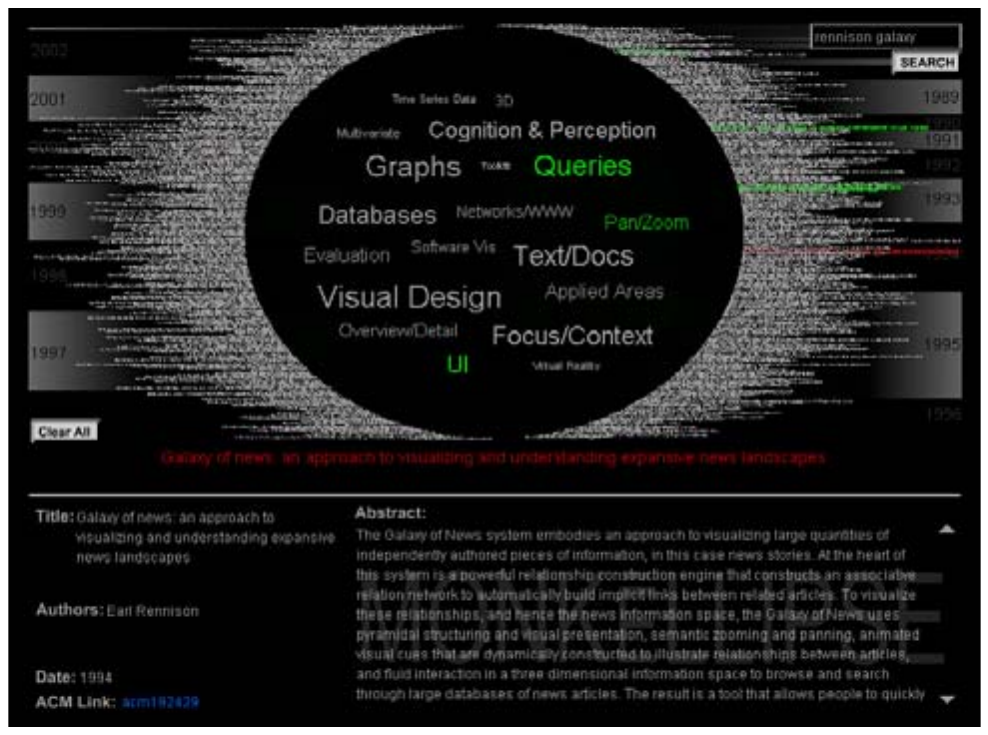 2002
rennison galaxy
SEARCH
2001
Time Series Data 3D
1989
Multivariate Cognition & Perception
1990
1991
Graphs Toolkits Queries
1992
1999
Databases Networks/WWW Pan/Zoom
1993
Evaluation Software Vis Text/Docs
1998
Visual Design Applied Areas
1997
Overview/Detail Focus/Context
1995
UI Virtual Reality
1996
Clear All
Galaxy of news: an approach to visualizing and understanding expansive news landscapes
Title: Galaxy of news: an approach to
visualizing and understanding expansive
news landscapes
Authors: Earl Rennison
Date: 1994
ACM Link: acm192429
Abstract:
The Galaxy of News system embodies an approach to visualizing large quantities of
independently authored pieces of information, in this case news stories. At the heart of
this system is a powerful relationship construction engine that constructs an associative
relation network to automatically build implicit links between related articles. To visualize
these relationships, and hence the news information space, the Galaxy of News uses
pyramidal structuring and visual presentation, semantic zooming and panning, animated
visual cues that are dynamically constructed to illustrate relationships between articles,
and fluid interaction in a three dimensional information space to browse and search
through large databases of news articles. The result is a tool that allows people to quickly
MONKELLIPSE